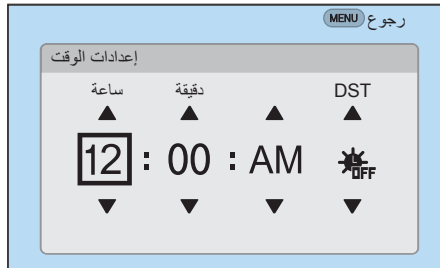 رجوع MENU
إعدادات الوقت
ساعة دقيقة DST
12 : 00 : AM OFF